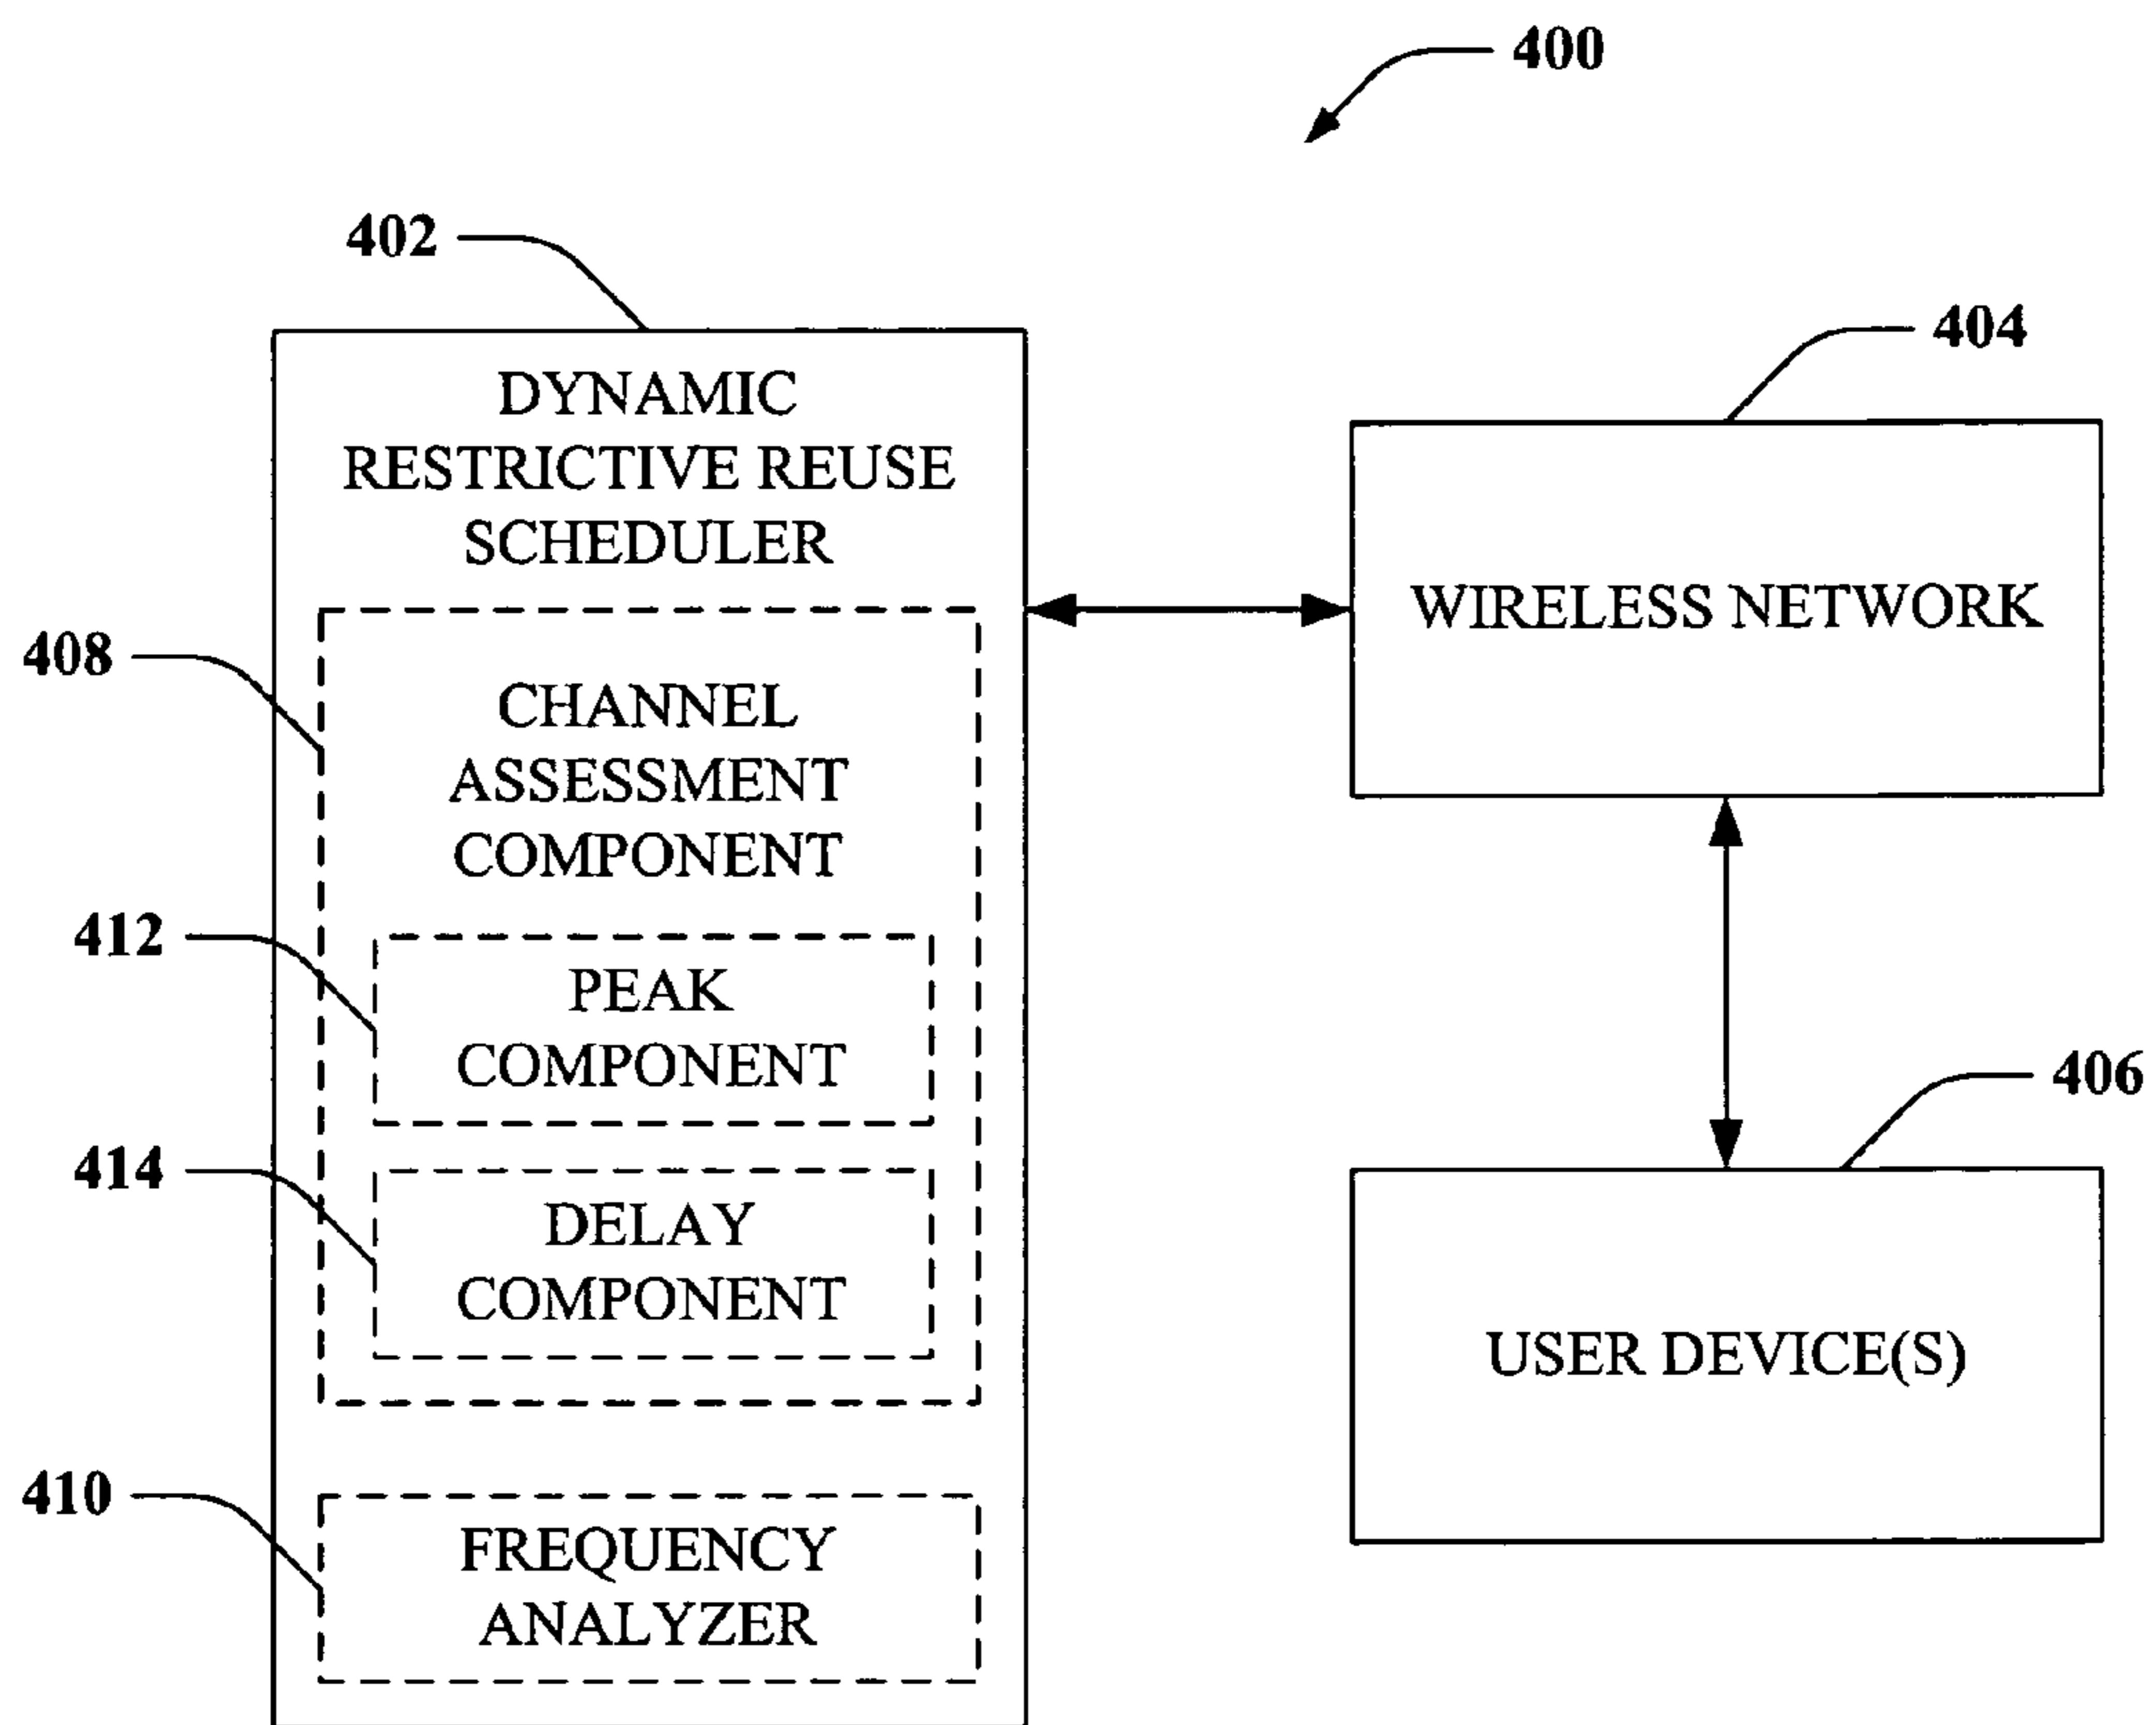 400
402
DYNAMIC
RESTRICTIVE REUSE
SCHEDULER
404
WIRELESS NETWORK
408
CHANNEL
ASSESSMENT
COMPONENT
412
PEAK
COMPONENT
406
414
DELAY
COMPONENT
USER DEVICE(S)
410
FREQUENCY
ANALYZER